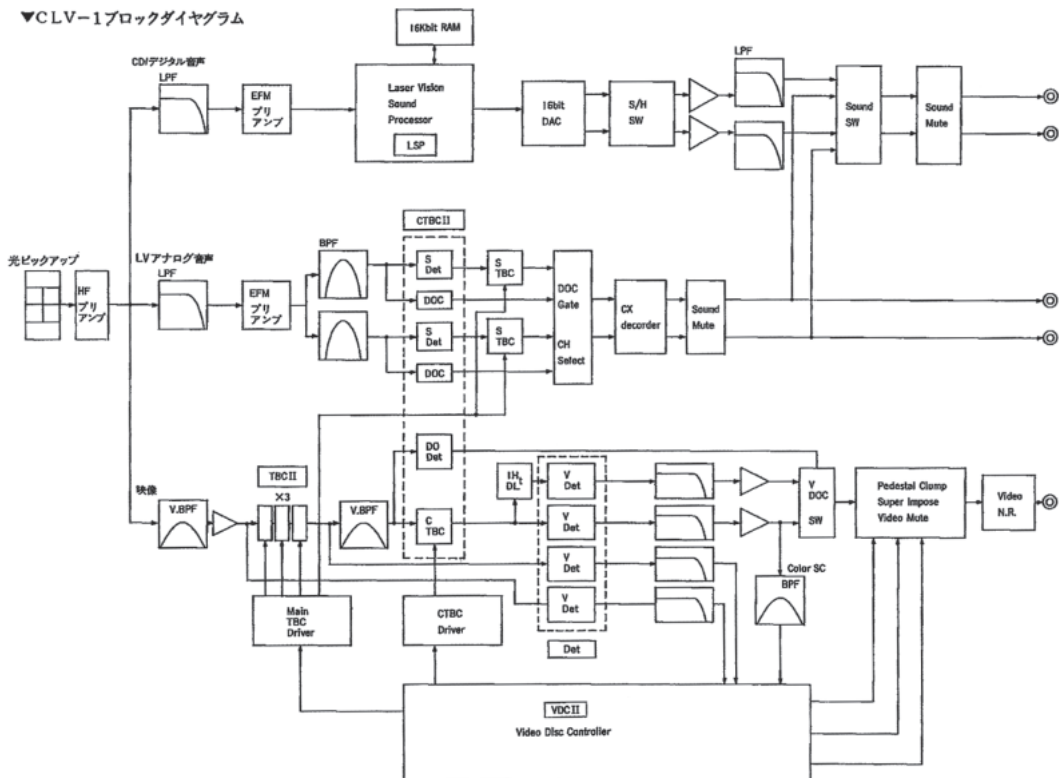 ▼CLV-1ブロックダイヤグラム
16Kbit RAM
CD/デジタル音声
LPF
EFM
プリ
アンプ
Laser Vision
Sound
Processor
LSP
16bit
DAC
S/H
SW
LPF
Sound
SW
Sound
Mute
光ピックアップ
HF
プリ
アンプ
LVアナログ音声
LPF
EFM
プリ
アンプ
BPF
CTBCII
S
Det
DOC
S
Det
DOC
S
TBC
S
TBC
DOC
Gate
CH
Select
CX
decorder
Sound
Mute
映像
V.BPF
TBCII
×3
V.BPF
DO
Det
C
TBC
1Ht
DL
V
Det
V
Det
V
Det
V
Det
Det
V
DOC
SW
Color SC
BPF
Pedestal Clump
Super Impose
Video Mute
Video
N.R.
Main
TBC
Driver
CTBC
Driver
VDCII
Video Disc Controller